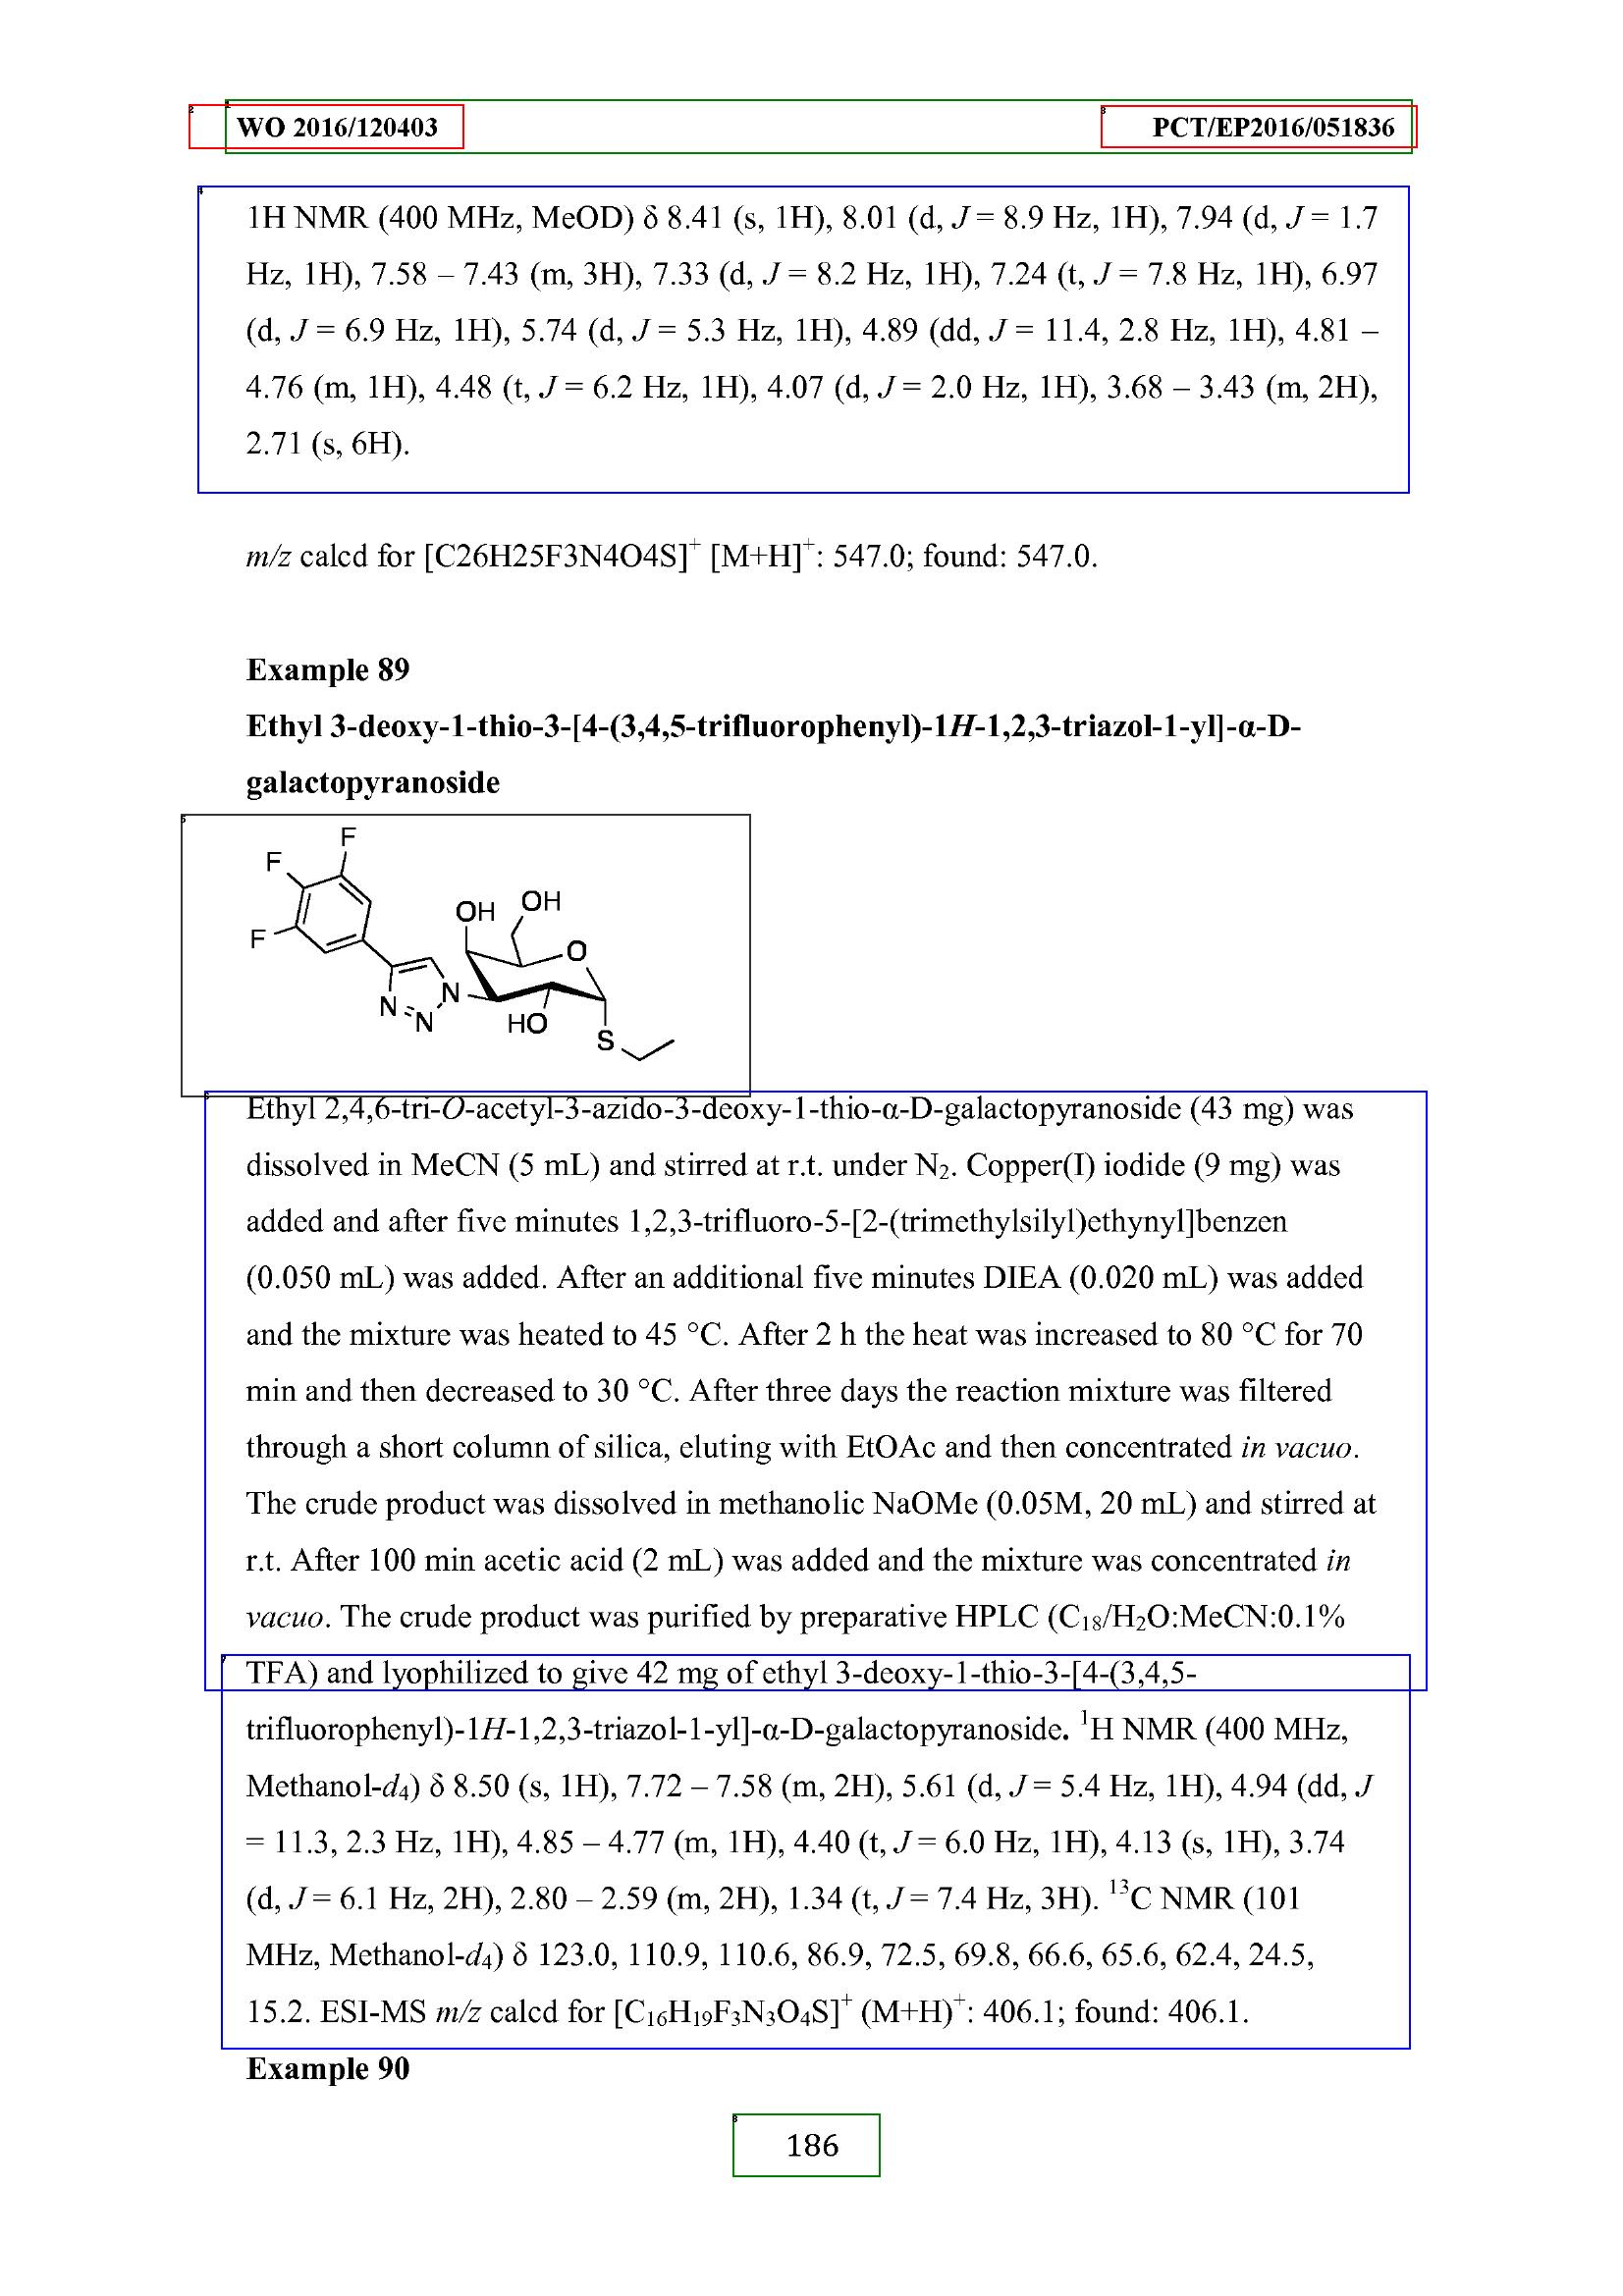 WO 2016/120403 PCT/EP2016/051836
1H NMR (400 MHz, MeOD) δ 8.41 (s, 1H), 8.01 (d, J = 8.9 Hz, 1H), 7.94 (d, J = 1.7
Hz, 1H), 7.58 – 7.43 (m, 3H), 7.33 (d, J = 8.2 Hz, 1H), 7.24 (t, J = 7.8 Hz, 1H), 6.97
(d, J = 6.9 Hz, 1H), 5.74 (d, J = 5.3 Hz, 1H), 4.89 (dd, J = 11.4, 2.8 Hz, 1H), 4.81 –
4.76 (m, 1H), 4.48 (t, J = 6.2 Hz, 1H), 4.07 (d, J = 2.0 Hz, 1H), 3.68 – 3.43 (m, 2H),
2.71 (s, 6H).
m/z calcd for [C26H25F3N4O4S]⁺ [M+H]⁺: 547.0; found: 547.0.
Example 89
Ethyl 3-deoxy-1-thio-3-[4-(3,4,5-trifluorophenyl)-1H-1,2,3-triazol-1-yl]-α-D-
galactopyranoside
F
F
OH
OH
F
O
N
N
N
HO
S
Ethyl 2,4,6-tri-O-acetyl-3-azido-3-deoxy-1-thio-α-D-galactopyranoside (43 mg) was
dissolved in MeCN (5 mL) and stirred at r.t. under N₂. Copper(I) iodide (9 mg) was
added and after five minutes 1,2,3-trifluoro-5-[2-(trimethylsilyl)ethynyl]benzen
(0.050 mL) was added. After an additional five minutes DIEA (0.020 mL) was added
and the mixture was heated to 45 °C. After 2 h the heat was increased to 80 °C for 70
min and then decreased to 30 °C. After three days the reaction mixture was filtered
through a short column of silica, eluting with EtOAc and then concentrated in vacuo.
The crude product was dissolved in methanolic NaOMe (0.05M, 20 mL) and stirred at
r.t. After 100 min acetic acid (2 mL) was added and the mixture was concentrated in
vacuo. The crude product was purified by preparative HPLC (C₁₈/H₂O:MeCN:0.1%
TFA) and lyophilized to give 42 mg of ethyl 3-deoxy-1-thio-3-[4-(3,4,5-
trifluorophenyl)-1H-1,2,3-triazol-1-yl]-α-D-galactopyranoside. ¹H NMR (400 MHz,
Methanol-d₄) δ 8.50 (s, 1H), 7.72 – 7.58 (m, 2H), 5.61 (d, J = 5.4 Hz, 1H), 4.94 (dd, J
= 11.3, 2.3 Hz, 1H), 4.85 – 4.77 (m, 1H), 4.40 (t, J = 6.0 Hz, 1H), 4.13 (s, 1H), 3.74
(d, J = 6.1 Hz, 2H), 2.80 – 2.59 (m, 2H), 1.34 (t, J = 7.4 Hz, 3H). ¹³C NMR (101
MHz, Methanol-d₄) δ 123.0, 110.9, 110.6, 86.9, 72.5, 69.8, 66.6, 65.6, 62.4, 24.5,
15.2. ESI-MS m/z calcd for [C₁₆H₁₉F₃N₃O₄S]⁺ (M+H)⁺: 406.1; found: 406.1.
Example 90
186